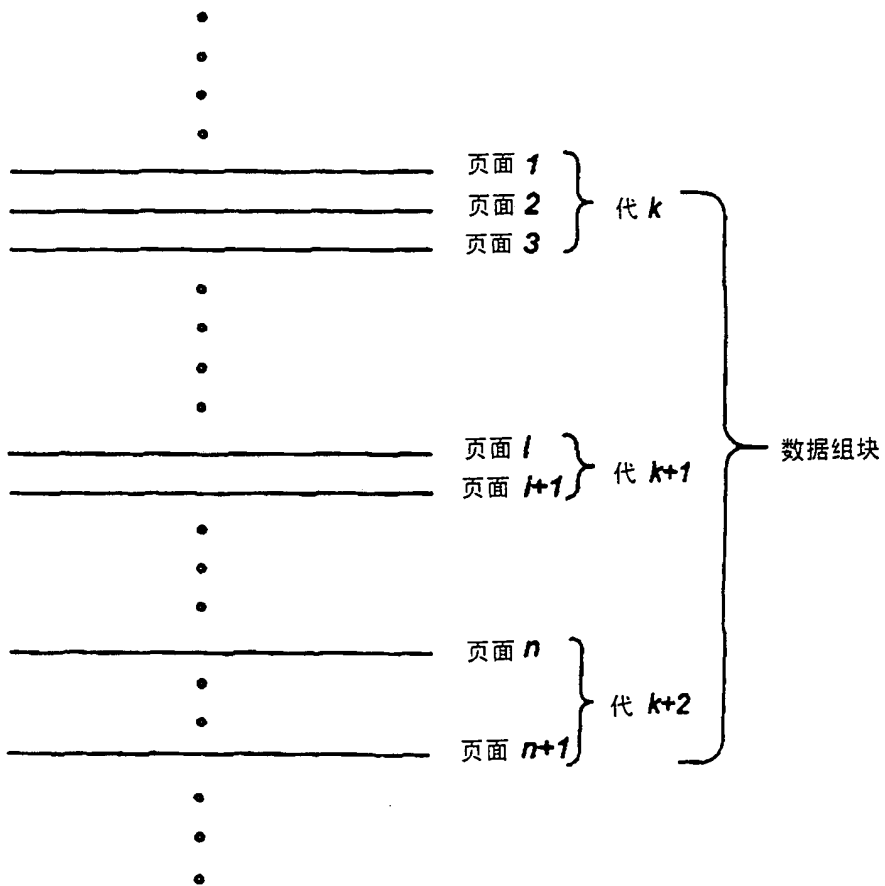 页面 1
页面 2
代 k
页面 3
页面 i
页面 i+1
代 k+1
数据组块
页面 n
代 k+2
页面 n+1